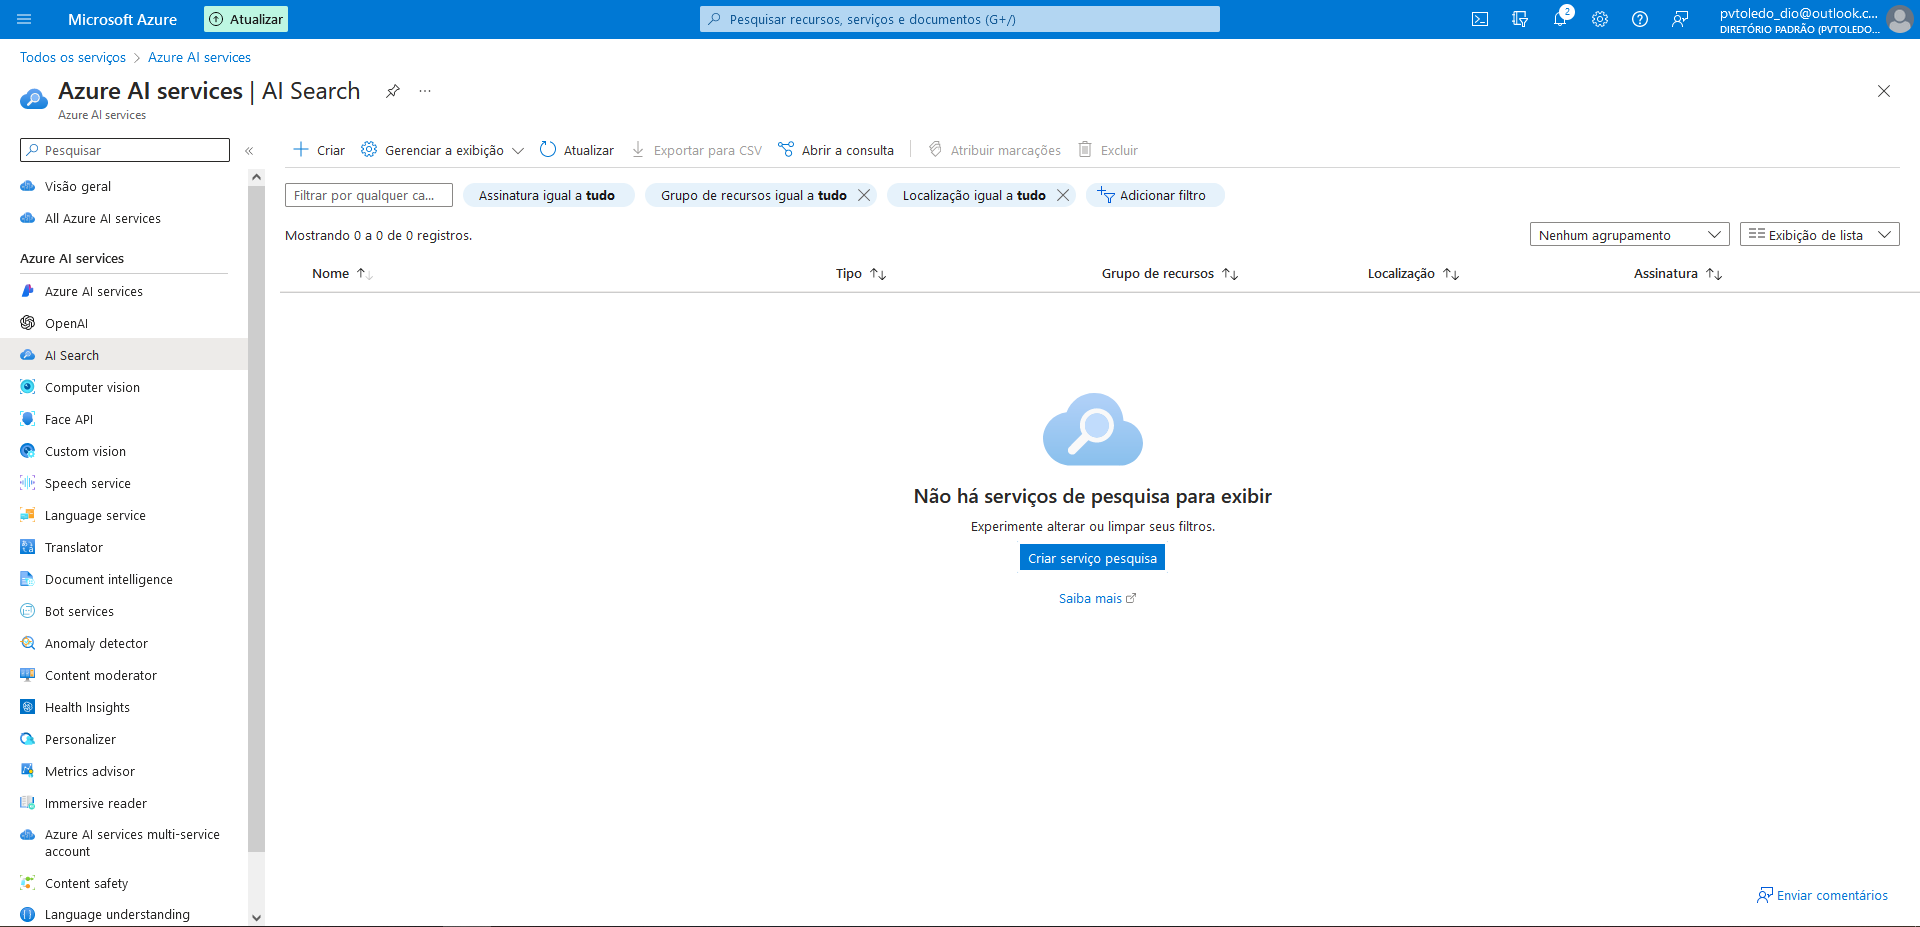 Microsoft Azure
Atualizar
Pesquisar recursos, serviços e documentos (G+/)
2
pvtoledo_dio@outlook.c...
DIRETÓRIO PADRÃO (PVTOLEDO...
Todos os serviços > Azure AI services
Azure AI services | AI Search
...
Azure AI services
Pesquisar
«
Criar
Gerenciar a exibição
Atualizar
Exportar para CSV
Abrir a consulta
Atribuir marcações
Excluir
Filtrar por qualquer ca...
Assinatura igual a tudo
Grupo de recursos igual a tudo
Localização igual a tudo
Adicionar filtro
Mostrando 0 a 0 de 0 registros.
Nenhum agrupamento
Exibição de lista
Nome
Tipo
Grupo de recursos
Localização
Assinatura
Visão geral
All Azure AI services
Azure AI services
Azure AI services
OpenAI
AI Search
Computer vision
Face API
Custom vision
Speech service
Language service
Translator
Document intelligence
Bot services
Anomaly detector
Content moderator
Health Insights
Personalizer
Metrics advisor
Immersive reader
Azure AI services multi-service
account
Content safety
Language understanding
Não há serviços de pesquisa para exibir
Experimente alterar ou limpar seus filtros.
Criar serviço pesquisa
Saiba mais
Enviar comentários